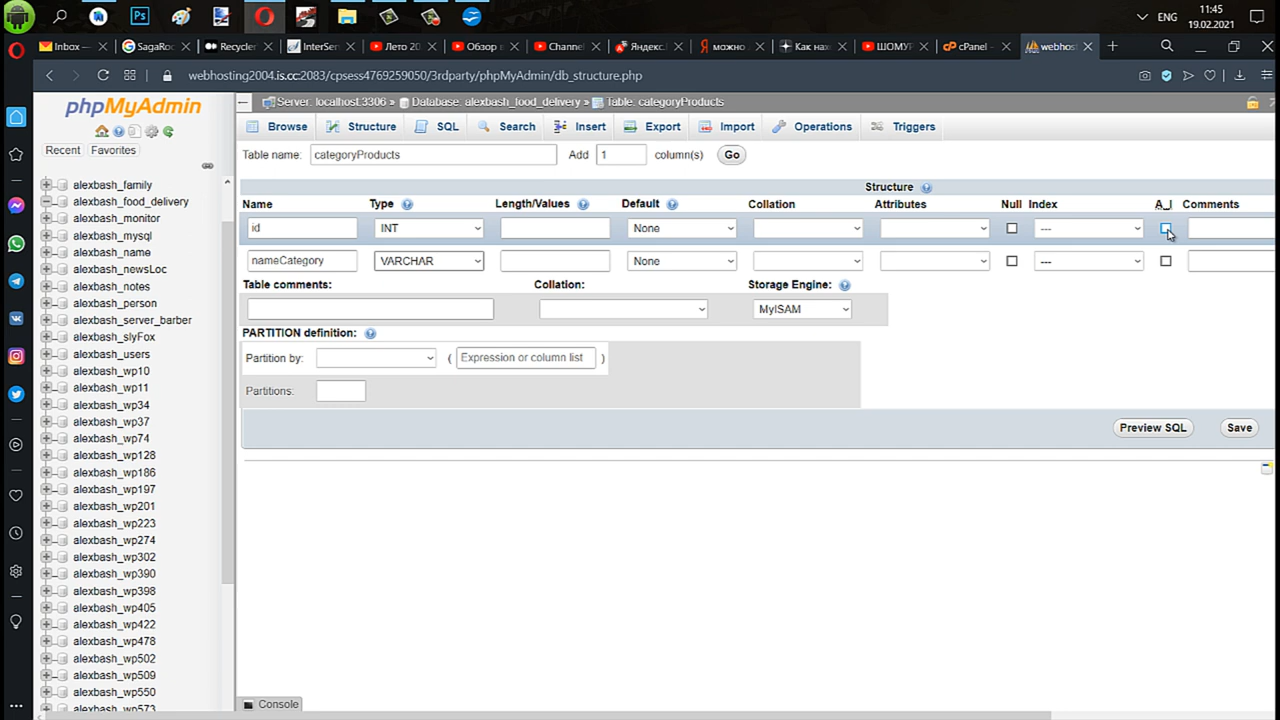 11:45
ENG
19.02.2021
Inbox —
SagaRo
Recycler
InterSer
Лето 20
Обзор в
Channel
Яндекс.
можно
Как нах
ШОМУР
cPanel –
webhos
webhosting2004.is.cc:2083/cpsess4769259050/3rdparty/phpMyAdmin/db_structure.php
phpMyAdmin
Server: localhost:3306 » Database: alexbash_food_delivery » Table: categoryProducts
Browse Structure SQL Search Insert Export Import Operations Triggers
Recent Favorites
Table name: categoryProducts Add 1 column(s) Go
alexbash_family
alexbash_food_delivery
alexbash_monitor
alexbash_mysql
alexbash_name
alexbash_newsLoc
alexbash_notes
alexbash_person
alexbash_server_barber
alexbash_slyFox
alexbash_users
alexbash_wp10
alexbash_wp11
alexbash_wp34
alexbash_wp37
alexbash_wp74
alexbash_wp128
alexbash_wp186
alexbash_wp197
alexbash_wp201
alexbash_wp223
alexbash_wp274
alexbash_wp302
alexbash_wp390
alexbash_wp398
alexbash_wp405
alexbash_wp422
alexbash_wp478
alexbash_wp502
alexbash_wp509
alexbash_wp550
alexbash_wp573
Structure
Name Type Length/Values Default Collation Attributes Null Index A_I Comments
id INT None ---
nameCategory VARCHAR None ---
Table comments: Collation: Storage Engine:
MyISAM
PARTITION definition:
Partition by: ( Expression or column list )
Partitions:
Preview SQL Save
Console